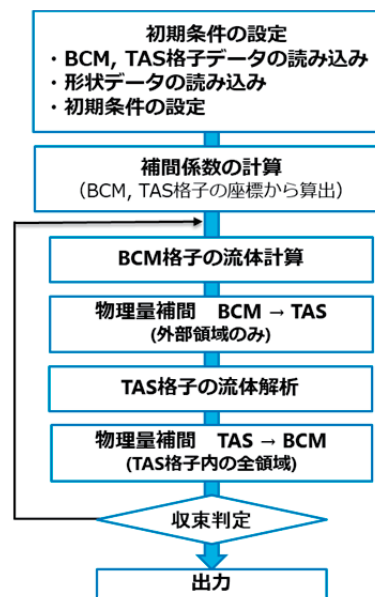 初期条件の設定
・BCM, TAS格子データの読み込み
・形状データの読み込み
・初期条件の設定
補間係数の計算
（BCM, TAS格子の座標から算出）
BCM格子の流体計算
物理量補間　BCM → TAS
(外部領域のみ)
TAS格子の流体解析
物理量補間　TAS → BCM
(TAS格子内の全領域)
収束判定
出力